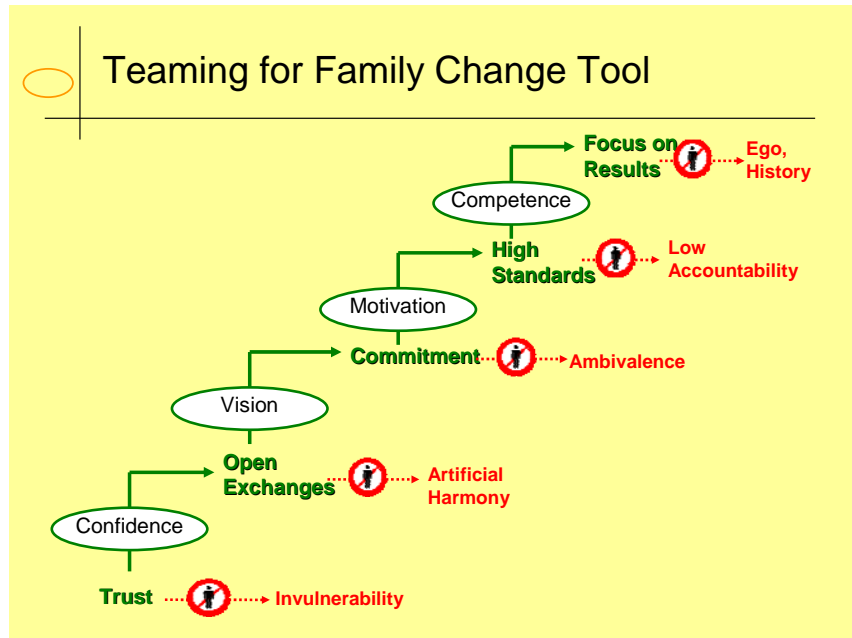 Teaming for Family Change Tool
Focus on
Results
Ego,
History
Competence
High
Standards
Low
Accountability
Motivation
Commitment
Ambivalence
Vision
Open
Exchanges
Artificial
Harmony
Confidence
Trust
Invulnerability